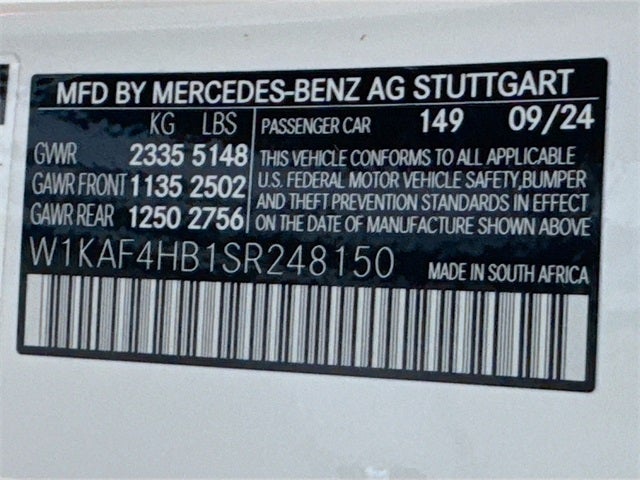 MFD BY MERCEDES-BENZ AG STUTTGART
KG LBS
GVWR 2335 5148
GAWR FRONT 1135 2502
GAWR REAR 1250 2756
PASSENGER CAR 149 09/24
THIS VEHICLE CONFORMS TO ALL APPLICABLE
U.S. FEDERAL MOTOR VEHICLE SAFETY,BUMPER
AND THEFT PREVENTION STANDARDS IN EFFECT
ON THE DATE OF MANUFACTURE SHOWN ABOVE
W1KAF4HB1SR248150
MADE IN SOUTH AFRICA